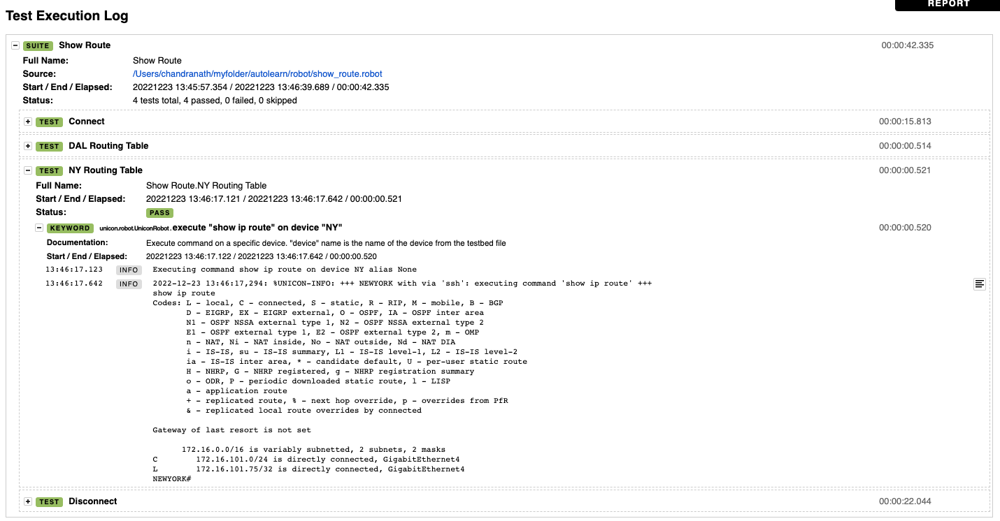 REPORT
Test Execution Log
SUITE Show Route 00:00:42.335
Full Name: Show Route
Source: /Users/chandranath/myfolder/autolearn/robot/show_route.robot
Start / End / Elapsed: 20221223 13:45:57.354 / 20221223 13:46:39.689 / 00:00:42.335
Status: 4 tests total, 4 passed, 0 failed, 0 skipped
TEST Connect 00:00:15.813
TEST DAL Routing Table 00:00:00.514
TEST NY Routing Table 00:00:00.521
Full Name: Show Route.NY Routing Table
Start / End / Elapsed: 20221223 13:46:17.121 / 20221223 13:46:17.642 / 00:00:00.521
Status: PASS
KEYWORD unicon.robot.UniconRobot. execute "show ip route" on device "NY" 00:00:00.520
Documentation: Execute command on a specific device. "device" name is the name of the device from the testbed file
Start / End / Elapsed: 20221223 13:46:17.122 / 20221223 13:46:17.642 / 00:00:00.520
13:46:17.123 INFO Executing command show ip route on device NY alias None
13:46:17.642 INFO 2022-12-23 13:46:17,294: %UNICON-INFO: +++ NEWYORK with via 'ssh': executing command 'show ip route' +++
show ip route
Codes: L - local, C - connected, S - static, R - RIP, M - mobile, B - BGP
D - EIGRP, EX - EIGRP external, O - OSPF, IA - OSPF inter area
N1 - OSPF NSSA external type 1, N2 - OSPF NSSA external type 2
E1 - OSPF external type 1, E2 - OSPF external type 2, m - OMP
n - NAT, Ni - NAT inside, No - NAT outside, Nd - NAT DIA
i - IS-IS, su - IS-IS summary, L1 - IS-IS level-1, L2 - IS-IS level-2
ia - IS-IS inter area, * - candidate default, U - per-user static route
H - NHRP, G - NHRP registered, g - NHRP registration summary
o - ODR, P - periodic downloaded static route, l - LISP
a - application route
+ - replicated route, % - next hop override, p - overrides from PfR
& - replicated local route overrides by connected
Gateway of last resort is not set
172.16.0.0/16 is variably subnetted, 2 subnets, 2 masks
C 172.16.101.0/24 is directly connected, GigabitEthernet4
L 172.16.101.75/32 is directly connected, GigabitEthernet4
NEWYORK#
TEST Disconnect 00:00:22.044